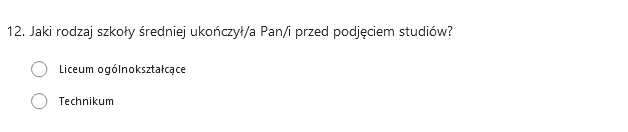 12. Jaki rodzaj szkoły średniej ukończył/a Pan/i przed podjęciem studiów?
Liceum ogólnokształcące
Technikum